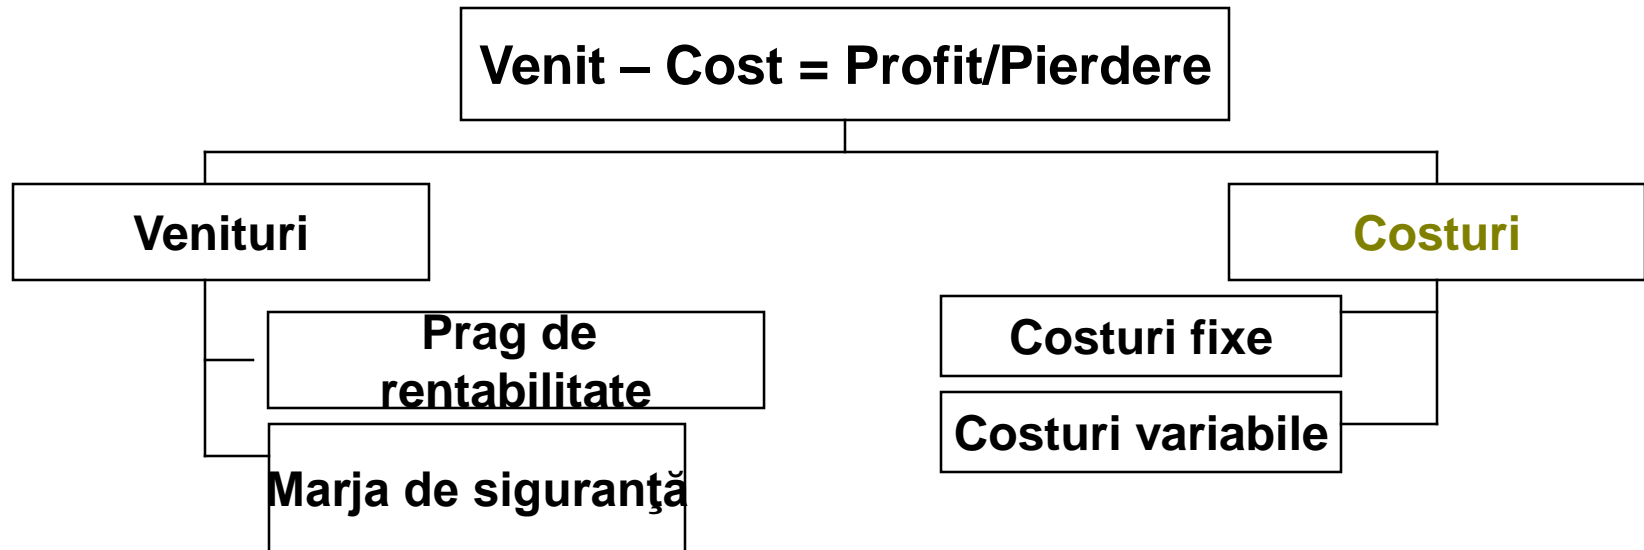 Venit – Cost = Profit/Pierdere
Venituri
Costuri
Prag de
rentabilitate
Costuri fixe
Costuri variabile
Marja de siguranţă